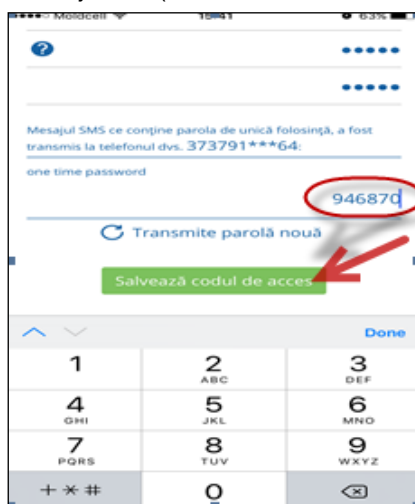 Moldcell 15:41 63%
?
•••••
•••••
Mesajul SMS ce conține parola de unică folosință, a fost
transmis la telefonul dvs. 373791***64:
one time password
946870
Transmite parolă nouă
Salvează codul de acces
Done
1 2 3
ABC DEF
4 5 6
GHI JKL MNO
7 8 9
PQRS TUV WXYZ
+ * # 0